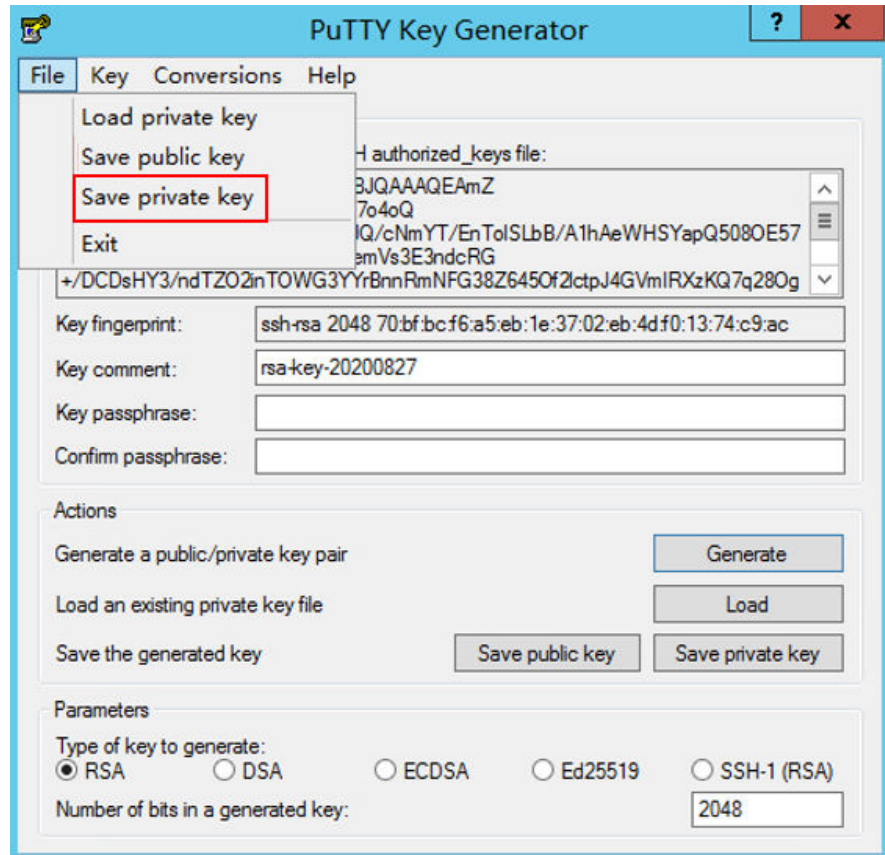 PuTTY Key Generator
? x
File Key Conversions Help
Load private key
Save public key
Save private key
Exit
H authorized_keys file:
BJQAAAQEAmZ
7o4oQ
IQ/cNmYT/EnTolSLbB/A1hAeWHSYapQ508OE57
emVs3E3ndcRG
+/DCDsHY3/ndTZO2inTOWG3YYrBnnRmNFG38Z645Of2lctpJ4GVmlRXzKQ7q28Og
Key fingerprint: ssh-rsa 2048 70:bf:bc:f6:a5:eb:1e:37:02:eb:4d:f0:13:74:c9:ac
Key comment: rsa-key-20200827
Key passphrase:
Confirm passphrase:
Actions
Generate a public/private key pair Generate
Load an existing private key file Load
Save the generated key Save public key Save private key
Parameters
Type of key to generate:
RSA DSA ECDSA Ed25519 SSH-1 (RSA)
Number of bits in a generated key: 2048